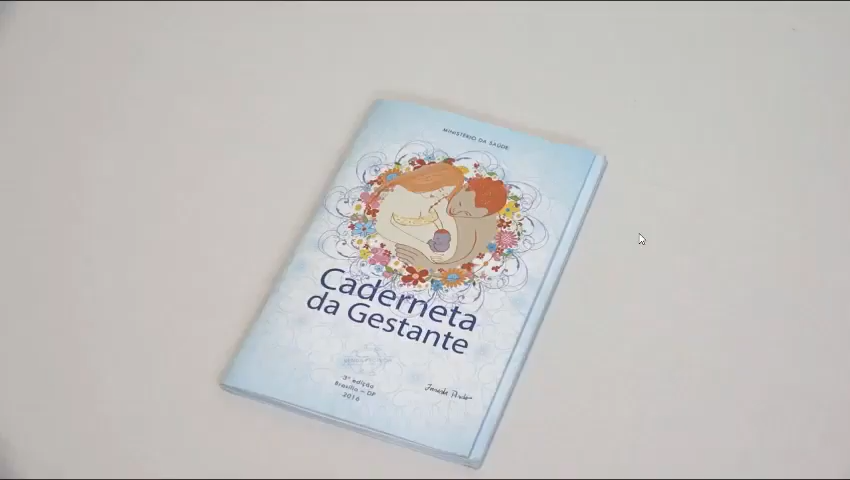 MINISTÉRIO DA SAÚDE
Caderneta
da Gestante
3ª edição
Brasília – DF
2016